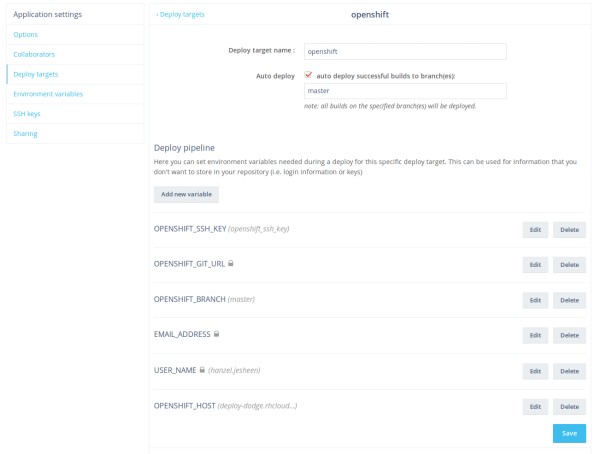 Application settings
Options
Collaborators
Deploy targets
Environment variables
SSH keys
Sharing
‹ Deploy targets
openshift
Deploy target name : openshift
Auto deploy auto deploy successful builds to branch(es):
master
note: all builds on the specified branch(es) will be deployed.
Deploy pipeline
Here you can set environment variables needed during a deploy for this specific deploy target. This can be used for information that you
don't want to store in your repository (i.e. login information or keys)
Add new variable
OPENSHIFT_SSH_KEY (openshift_ssh_key) Edit Delete
OPENSHIFT_GIT_URL Edit Delete
OPENSHIFT_BRANCH (master) Edit Delete
EMAIL_ADDRESS Edit Delete
USER_NAME (hanzel.jesheen) Edit Delete
OPENSHIFT_HOST (deploy-dodge.rhcloud...) Edit Delete
Save